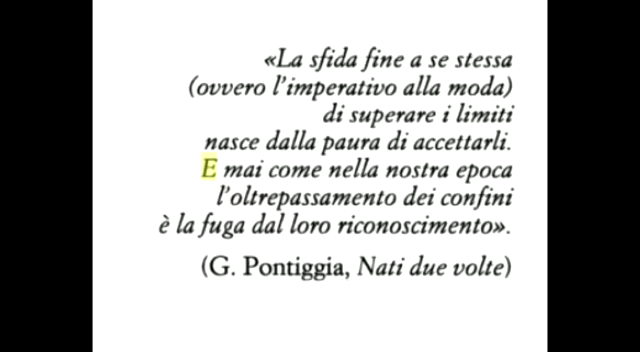 «La sfida fine a se stessa
(ovvero l'imperativo alla moda)
di superare i limiti
nasce dalla paura di accettarli.
E mai come nella nostra epoca
l'oltrepassamento dei confini
è la fuga dal loro riconoscimento».
(G. Pontiggia, Nati due volte)